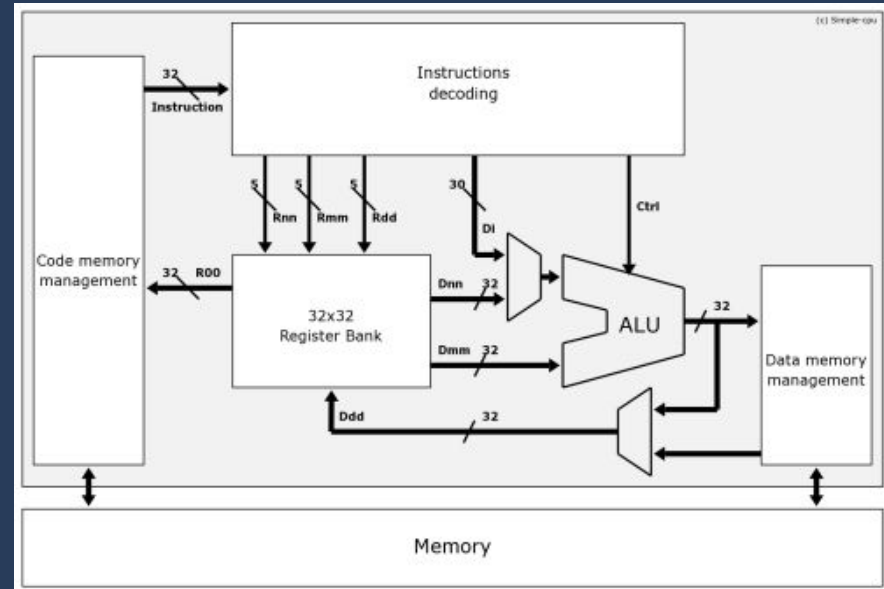 (c) Simple-cpu
32
Instruction
Instructions
decoding
5
Rnn
5
Rmm
5
Rdd
30
DI
Ctrl
Code memory
management
32
R00
32x32
Register Bank
Dnn
32
Dmm
32
ALU
32
Data memory
management
Ddd
32
Memory